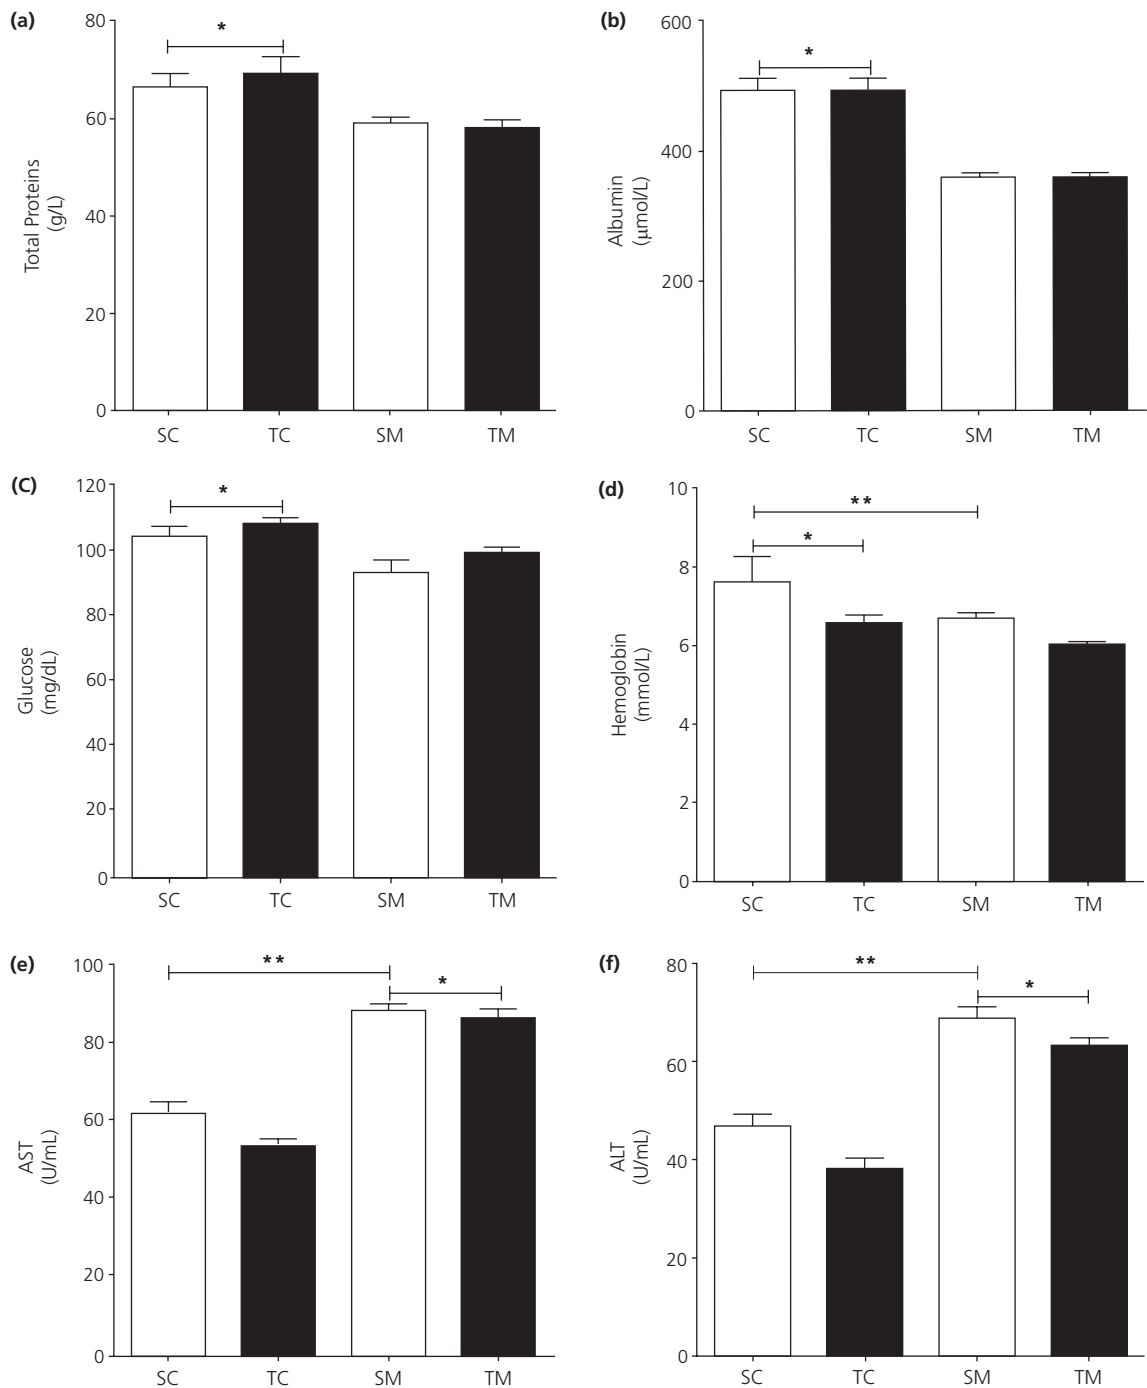 (a)
Total Proteins
(g/L)
80
60
40
20
0
*
SC TC SM TM
(b)
Albumin
(μmol/L)
600
400
200
0
*
SC TC SM TM
(C)
Glucose
(mg/dL)
120
100
80
60
40
20
0
*
SC TC SM TM
(d)
Hemoglobin
(mmol/L)
10
8
6
4
2
0
**
*
SC TC SM TM
(e)
AST
(U/mL)
100
80
60
40
20
0
**
*
SC TC SM TM
(f)
ALT
(U/mL)
80
60
40
20
0
**
*
SC TC SM TM